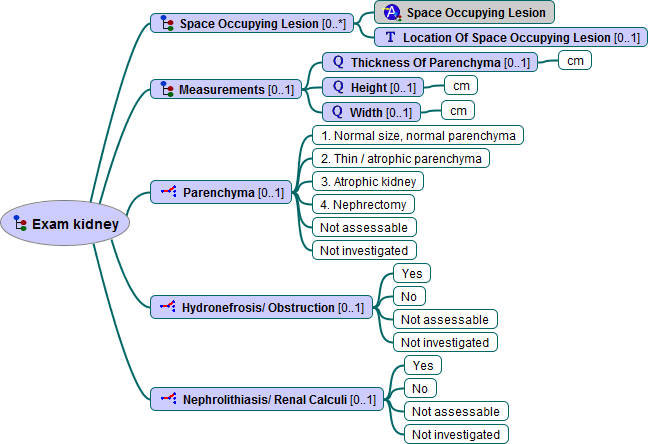 Exam kidney
Space Occupying Lesion [0..*]
Space Occupying Lesion
T Location Of Space Occupying Lesion [0..1]
Measurements [0..1]
Q Thickness Of Parenchyma [0..1]
cm
Q Height [0..1]
cm
Q Width [0..1]
cm
Parenchyma [0..1]
1. Normal size, normal parenchyma
2. Thin / atrophic parenchyma
3. Atrophic kidney
4. Nephrectomy
Not assessable
Not investigated
Hydronefrosis/ Obstruction [0..1]
Yes
No
Not assessable
Not investigated
Nephrolithiasis/ Renal Calculi [0..1]
Yes
No
Not assessable
Not investigated